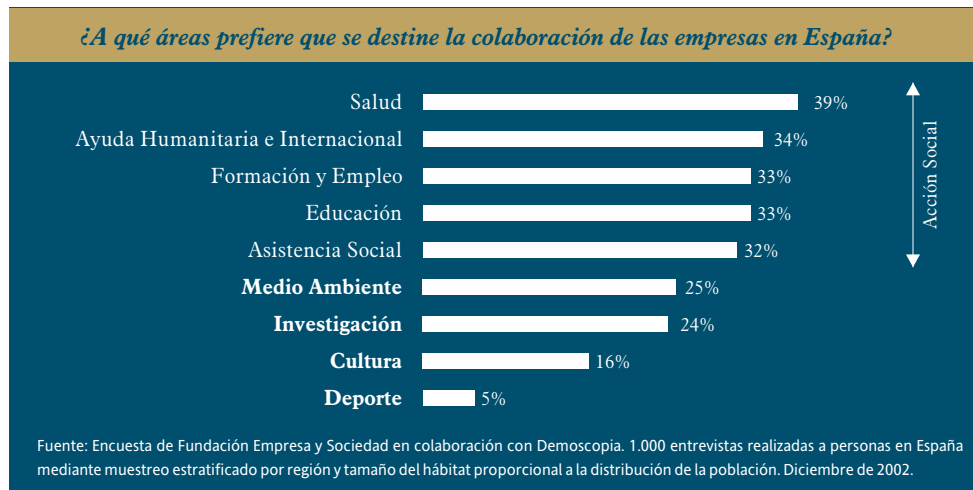 ¿A qué áreas prefiere que se destine la colaboración de las empresas en España?
Salud 39%
Ayuda Humanitaria e Internacional 34%
Formación y Empleo 33%
Educación 33%
Asistencia Social 32%
Acción Social
Medio Ambiente 25%
Investigación 24%
Cultura 16%
Deporte 5%
Fuente: Encuesta de Fundación Empresa y Sociedad en colaboración con Demoscopia. 1.000 entrevistas realizadas a personas en España
mediante muestreo estratificado por región y tamaño del hábitat proporcional a la distribución de la población. Diciembre de 2002.